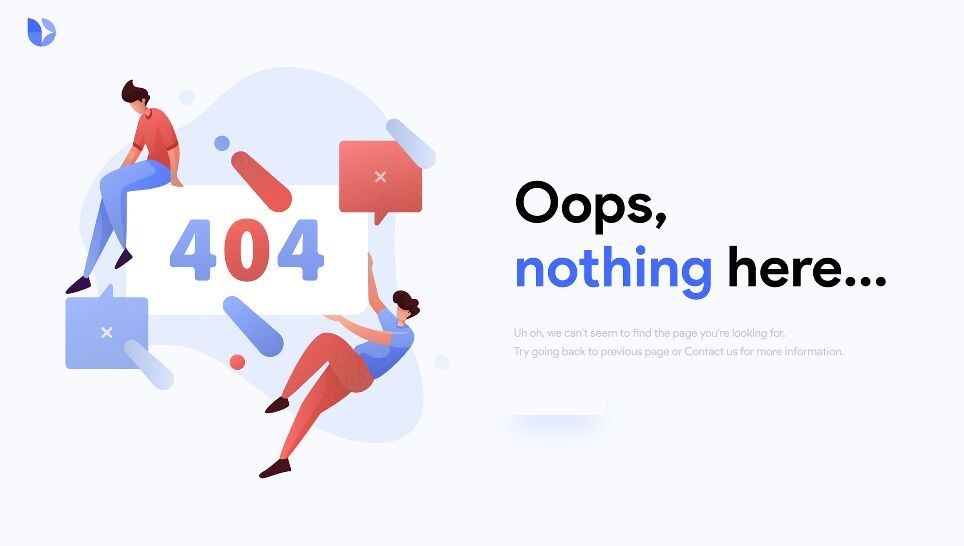 404
Oops,
nothing here...
Uh oh, we can't seem to find the page you're looking for.
Try going back to previous page or Contact us for more information.